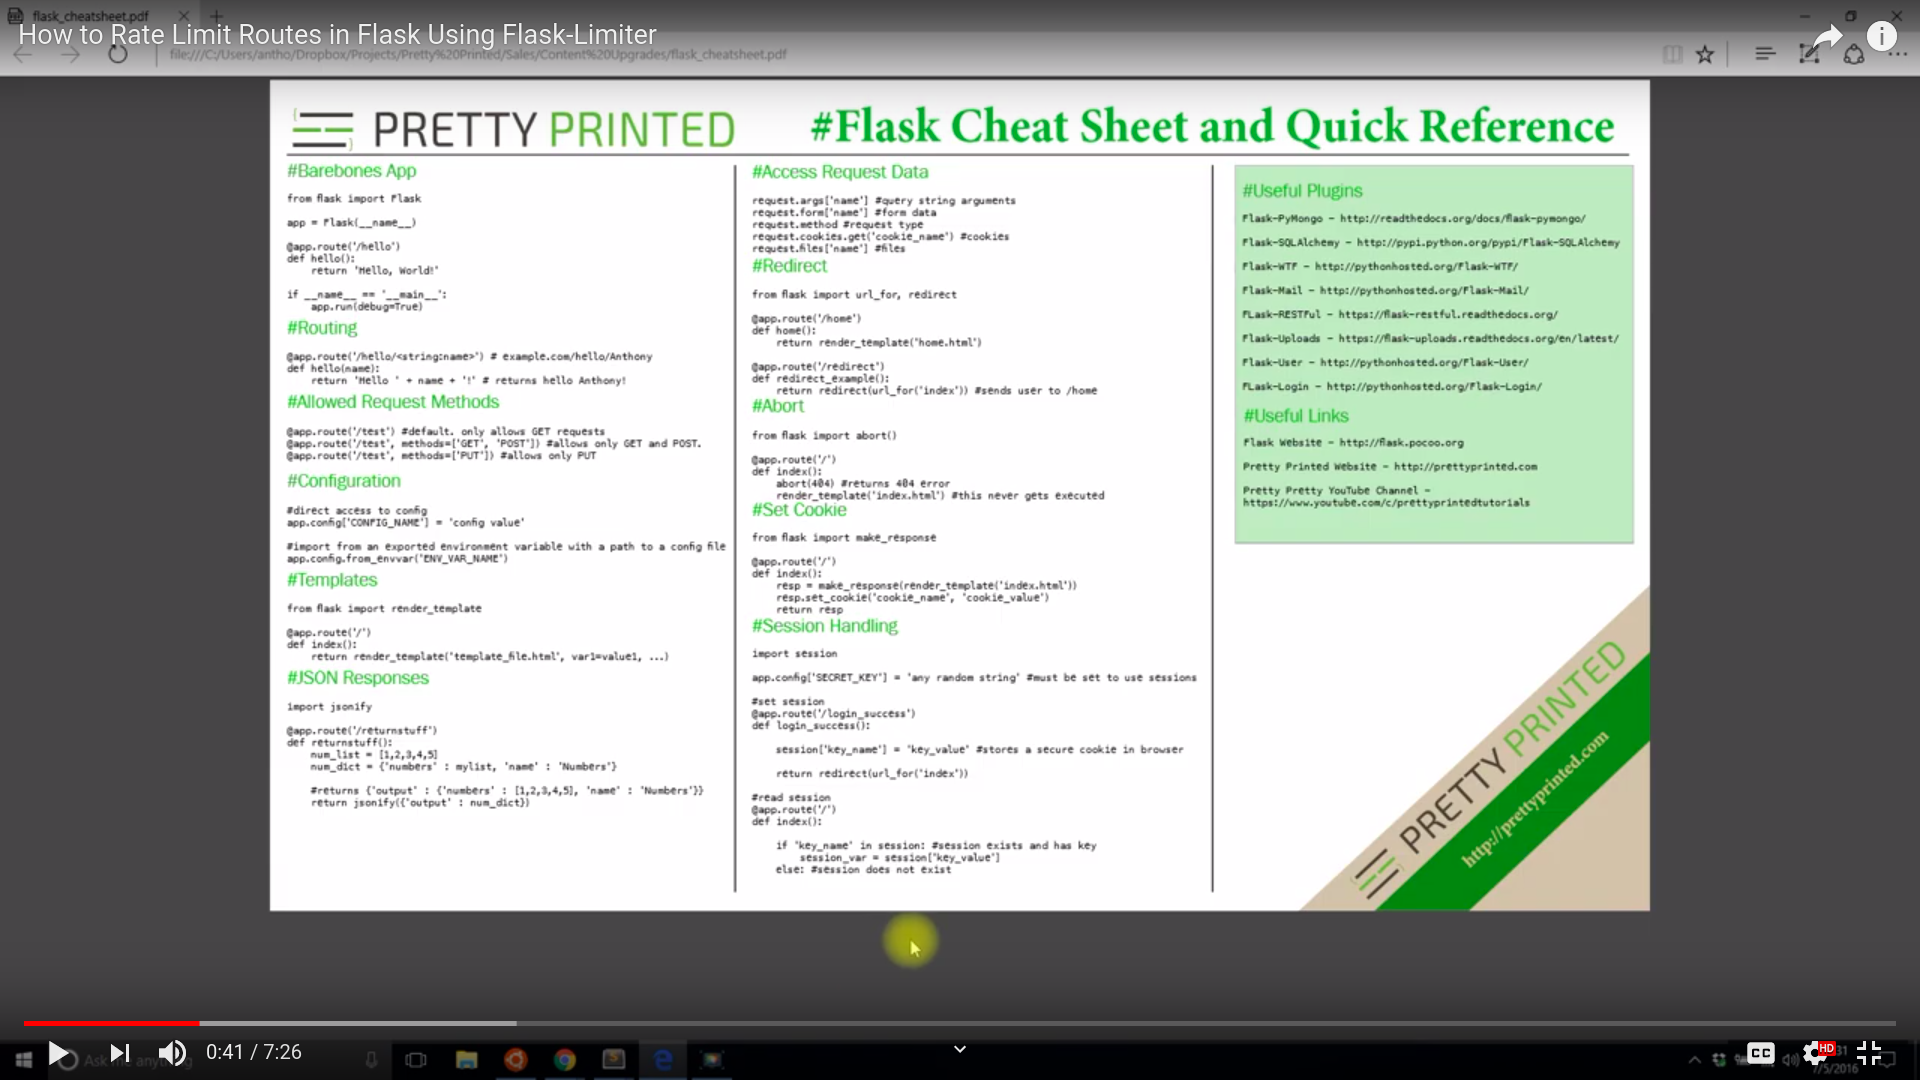 flask_cheatsheet.pdf
How to Rate Limit Routes in Flask Using Flask-Limiter
file:///C:/Users/antho/Dropbox/Projects/Pretty%20Printed/Sales/Content%20Upgrades/flask_cheatsheet.pdf
PRETTY PRINTED
#Flask Cheat Sheet and Quick Reference
#Barebones App
from flask import Flask
app = Flask(__name__)
@app.route('/hello')
def hello():
    return 'Hello, World!'
if __name__ == '__main__':
    app.run(debug=True)
#Routing
@app.route('/hello/<string:name>') # example.com/hello/Anthony
def hello(name):
    return 'Hello ' + name + '!' # returns hello Anthony!
#Allowed Request Methods
@app.route('/test') #default. only allows GET requests
@app.route('/test', methods=['GET', 'POST']) #allows only GET and POST.
@app.route('/test', methods=['PUT']) #allows only PUT
#Configuration
#direct access to config
app.config['CONFIG_NAME'] = 'config value'
#import from an exported environment variable with a path to a config file
app.config.from_envvar('ENV_VAR_NAME')
#Templates
from flask import render_template
@app.route('/')
def index():
    return render_template('template_file.html', var1=value1, ...)
#JSON Responses
import jsonify
@app.route('/returnstuff')
def returnstuff():
    num_list = [1,2,3,4,5]
    num_dict = {'numbers' : mylist, 'name' : 'Numbers'}
    #returns {'output' : {'numbers' : [1,2,3,4,5], 'name' : 'Numbers'}}
    return jsonify({'output' : num_dict})
#Access Request Data
request.args['name'] #query string arguments
request.form['name'] #form data
request.method #request type
request.cookies.get('cookie_name') #cookies
request.files['name'] #files
#Redirect
from flask import url_for, redirect
@app.route('/home')
def home():
    return render_template('home.html')
@app.route('/redirect')
def redirect_example():
    return redirect(url_for('index')) #sends user to /home
#Abort
from flask import abort()
@app.route('/')
def index():
    abort(404) #returns 404 error
    render_template('index.html') #this never gets executed
#Set Cookie
from flask import make_response
@app.route('/')
def index():
    resp = make_response(render_template('index.html'))
    resp.set_cookie('cookie_name', 'cookie_value')
    return resp
#Session Handling
import session
app.config['SECRET_KEY'] = 'any random string' #must be set to use sessions
#set session
@app.route('/login_success')
def login_success():
    session['key_name'] = 'key_value' #stores a secure cookie in browser
    return redirect(url_for('index'))
#read session
@app.route('/')
def index():
    if 'key_name' in session: #session exists and has key
        session_var = session['key_value']
    else: #session does not exist
#Useful Plugins
Flask-PyMongo - http://readthedocs.org/docs/flask-pymongo/
Flask-SQLAlchemy - http://pypi.python.org/pypi/Flask-SQLAlchemy
Flask-WTF - http://pythonhosted.org/Flask-WTF/
Flask-Mail - http://pythonhosted.org/Flask-Mail/
FLask-RESTFul - https://flask-restful.readthedocs.org/
Flask-Uploads - https://flask-uploads.readthedocs.org/en/latest/
Flask-User - http://pythonhosted.org/Flask-User/
FLask-Login - http://pythonhosted.org/Flask-Login/
#Useful Links
Flask Website - http://flask.pocoo.org
Pretty Printed Website - http://prettyprinted.com
Pretty Pretty YouTube Channel -
https://www.youtube.com/c/prettyprintedtutorials
PRETTY PRINTED
http://prettyprinted.com
0:41 / 7:26
Ask me anything
CC
HD
7/5/2016